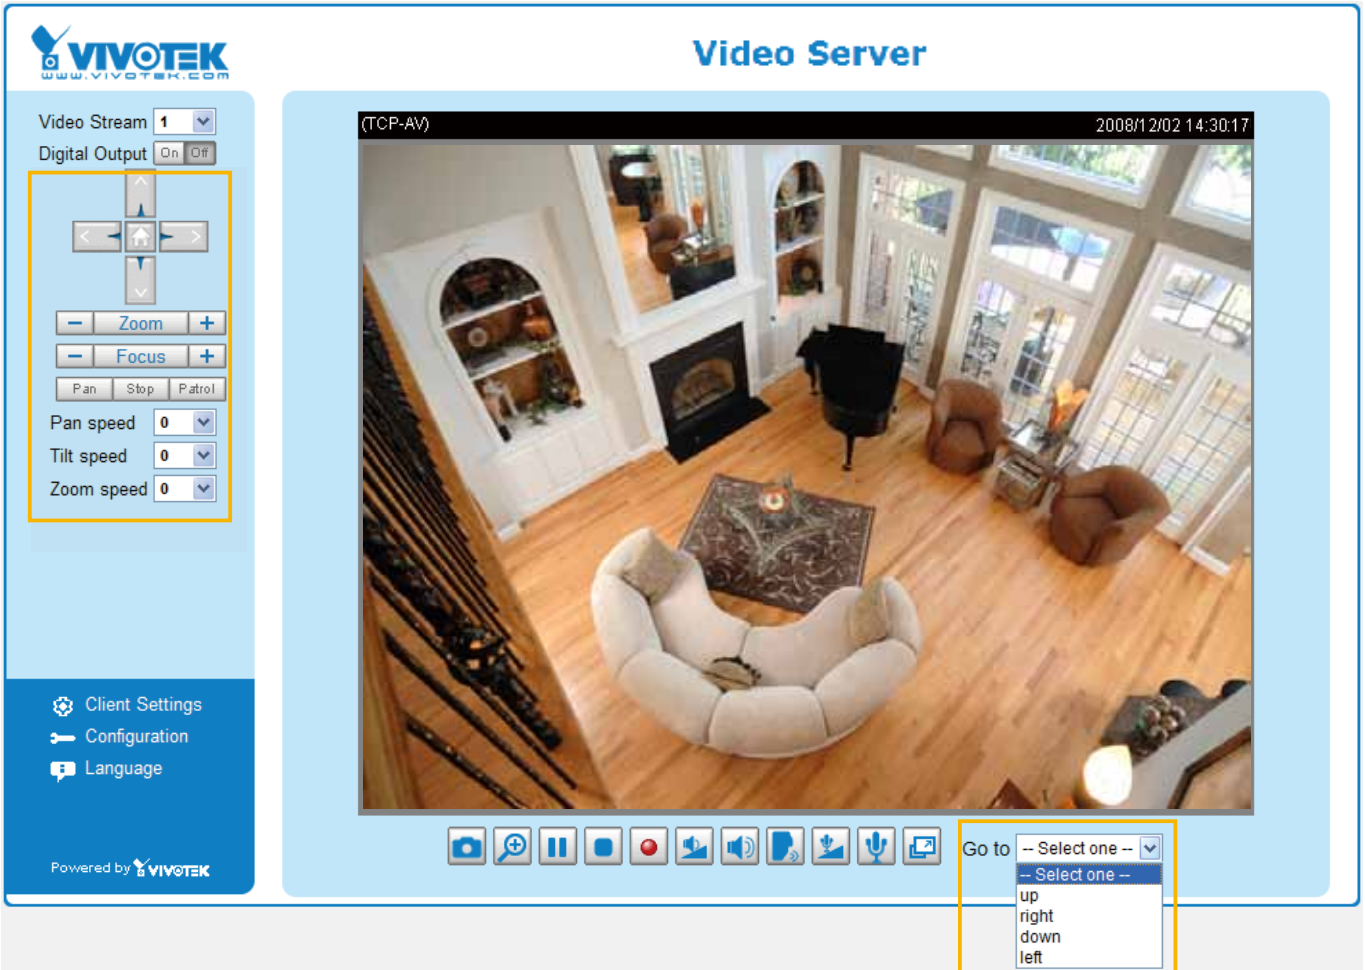 VIVOTEK
www.vivotek.com
Video Server
Video Stream 1
Digital Output On Off
Zoom
Focus
Pan Stop Patrol
Pan speed 0
Tilt speed 0
Zoom speed 0
Client Settings
Configuration
Language
Powered by VIVOTEK
(TCP-AV) 2008/12/02 14:30:17
Go to -- Select one --
-- Select one --
up
right
down
left